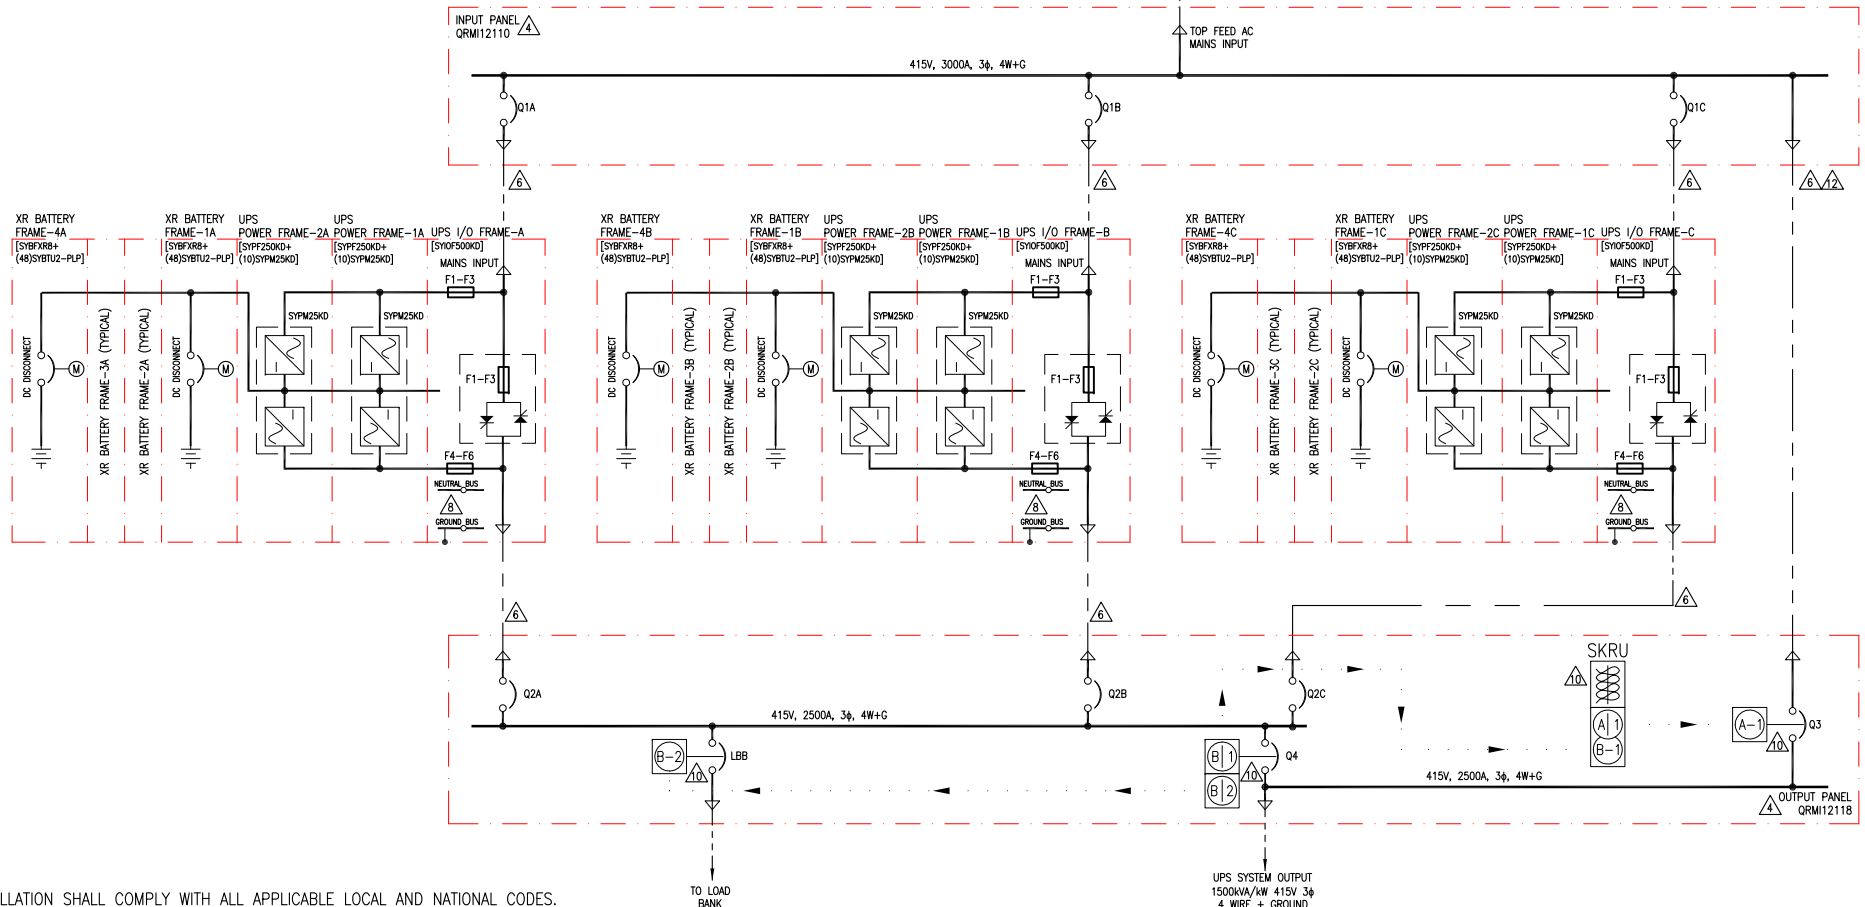 INPUT PANEL
QRMI12110
4
TOP FEED AC
MAINS INPUT
415V, 3000A, 3ϕ, 4W+G
Q1A
Q1B
Q1C
6
6
6
6
12
XR BATTERY
FRAME-4A
[SYBFXR8+
(48)SYBTU2-PLP]
XR BATTERY
FRAME-1A
[SYBFXR8+
(48)SYBTU2-PLP]
UPS
POWER FRAME-2A
[SYPF250KD+
(10)SYPM25KD]
UPS
POWER FRAME-1A
[SYPF250KD+
(10)SYPM25KD]
UPS I/O FRAME-A
[SYIOF500KD]
MAINS INPUT
F1-F3
SYPM25KD
SYPM25KD
DC DISCONNECT
M
XR BATTERY FRAME-3A (TYPICAL)
XR BATTERY FRAME-2A (TYPICAL)
DC DISCONNECT
M
F1-F3
F4-F6
NEUTRAL BUS
8
GROUND BUS
XR BATTERY
FRAME-4B
[SYBFXR8+
(48)SYBTU2-PLP]
XR BATTERY
FRAME-1B
[SYBFXR8+
(48)SYBTU2-PLP]
UPS
POWER FRAME-2B
[SYPF250KD+
(10)SYPM25KD]
UPS
POWER FRAME-1B
[SYPF250KD+
(10)SYPM25KD]
UPS I/O FRAME-B
[SYIOF500KD]
MAINS INPUT
F1-F3
SYPM25KD
SYPM25KD
DC DISCONNECT
M
XR BATTERY FRAME-3B (TYPICAL)
XR BATTERY FRAME-2B (TYPICAL)
DC DISCONNECT
M
F1-F3
F4-F6
NEUTRAL BUS
8
GROUND BUS
XR BATTERY
FRAME-4C
[SYBFXR8+
(48)SYBTU2-PLP]
XR BATTERY
FRAME-1C
[SYBFXR8+
(48)SYBTU2-PLP]
UPS
POWER FRAME-2C
[SYPF250KD+
(10)SYPM25KD]
UPS
POWER FRAME-1C
[SYPF250KD+
(10)SYPM25KD]
UPS I/O FRAME-C
[SYIOF500KD]
MAINS INPUT
F1-F3
SYPM25KD
SYPM25KD
DC DISCONNECT
M
XR BATTERY FRAME-3C (TYPICAL)
XR BATTERY FRAME-2C (TYPICAL)
DC DISCONNECT
M
F1-F3
F4-F6
NEUTRAL BUS
8
GROUND BUS
6
6
6
Q2A
Q2B
Q2C
SKRU
10
A|1
B-1
A-1
10
Q3
415V, 2500A, 3ϕ, 4W+G
B-2
10
LBB
B|1
B|2
10
Q4
415V, 2500A, 3ϕ, 4W+G
4
OUTPUT PANEL
QRMI12118
TO LOAD
BANK
UPS SYSTEM OUTPUT
1500kVA/kW 415V 3ϕ
4 WIRE + GROUND
LLATION SHALL COMPLY WITH ALL APPLICABLE LOCAL AND NATIONAL CODES.